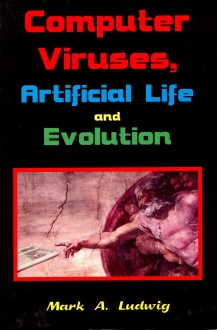 Computer
Viruses,
Artificial Life
and
Evolution
Mark A. Ludwig